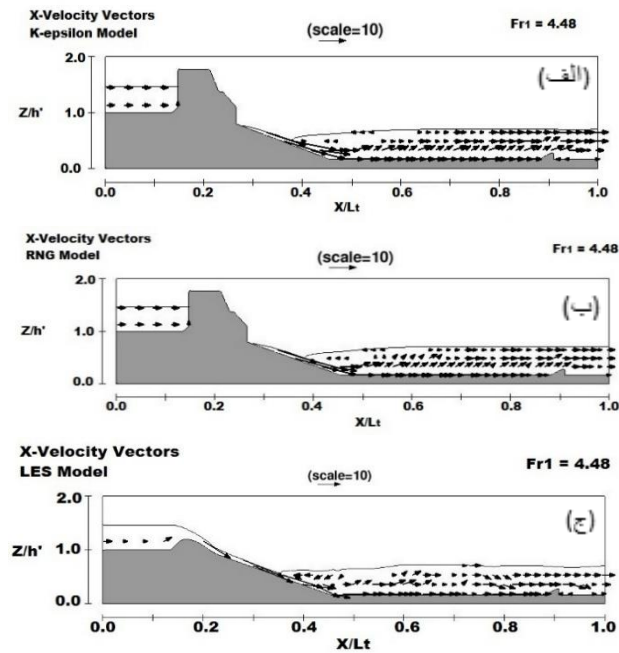 X-Velocity Vectors
K-epsilon Model
(scale=10)
Fr1 = 4.48
(الف)
2.0
Z/h'
1.0
0.0
0.0 0.2 0.4 0.6 0.8 1.0
X/Lt
X-Velocity Vectors
RNG Model
(scale=10)
Fr1 = 4.48
(ب)
2.0
Z/h'
1.0
0.0
0.0 0.2 0.4 0.6 0.8 1.0
X/Lt
X-Velocity Vectors
LES Model
(scale=10)
Fr1 = 4.48
(ج)
2.0
Z/h'
1.0
0.0
0.0 0.2 0.4 0.6 0.8 1.0
X/Lt